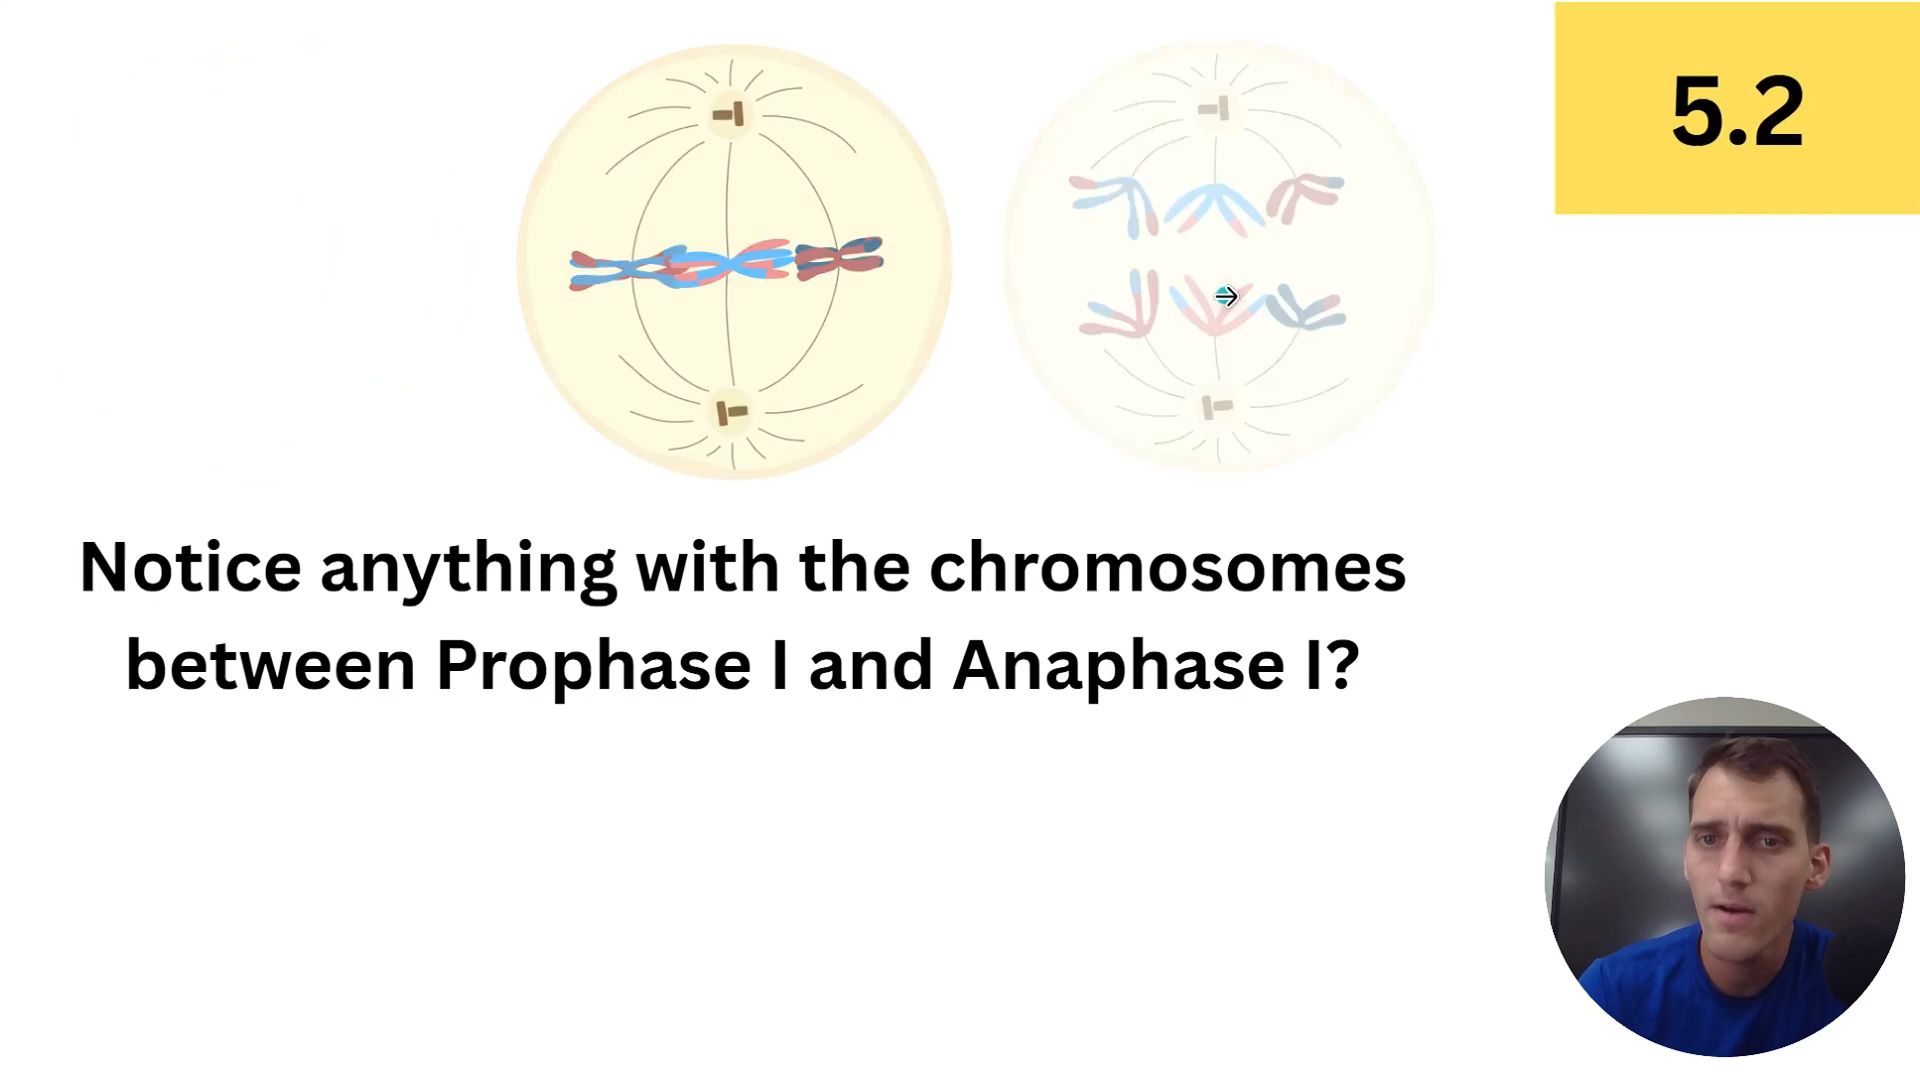 5.2
Notice anything with the chromosomes
between Prophase I and Anaphase I?